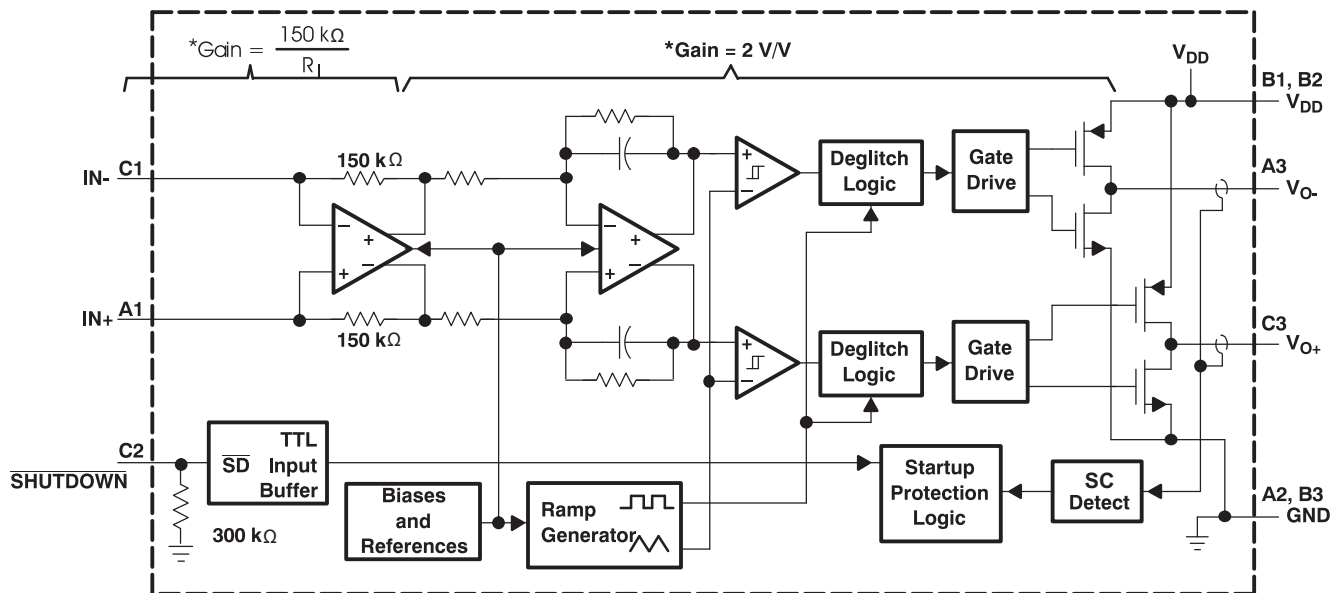 *Gain = 150 kΩ
R_I
*Gain = 2 V/V
V_DD
B1, B2
V_DD
150 kΩ
IN- C1
+
−
Deglitch
Logic
Gate
Drive
A3
V_O-
−
+
−
+
−
+
−
+
IN+ A1
150 kΩ
+
−
Deglitch
Logic
Gate
Drive
C3
V_O+
C2
SHUTDOWN
SD
TTL
Input
Buffer
300 kΩ
Biases
and
References
Ramp
Generator
Startup
Protection
Logic
SC
Detect
A2, B3
GND